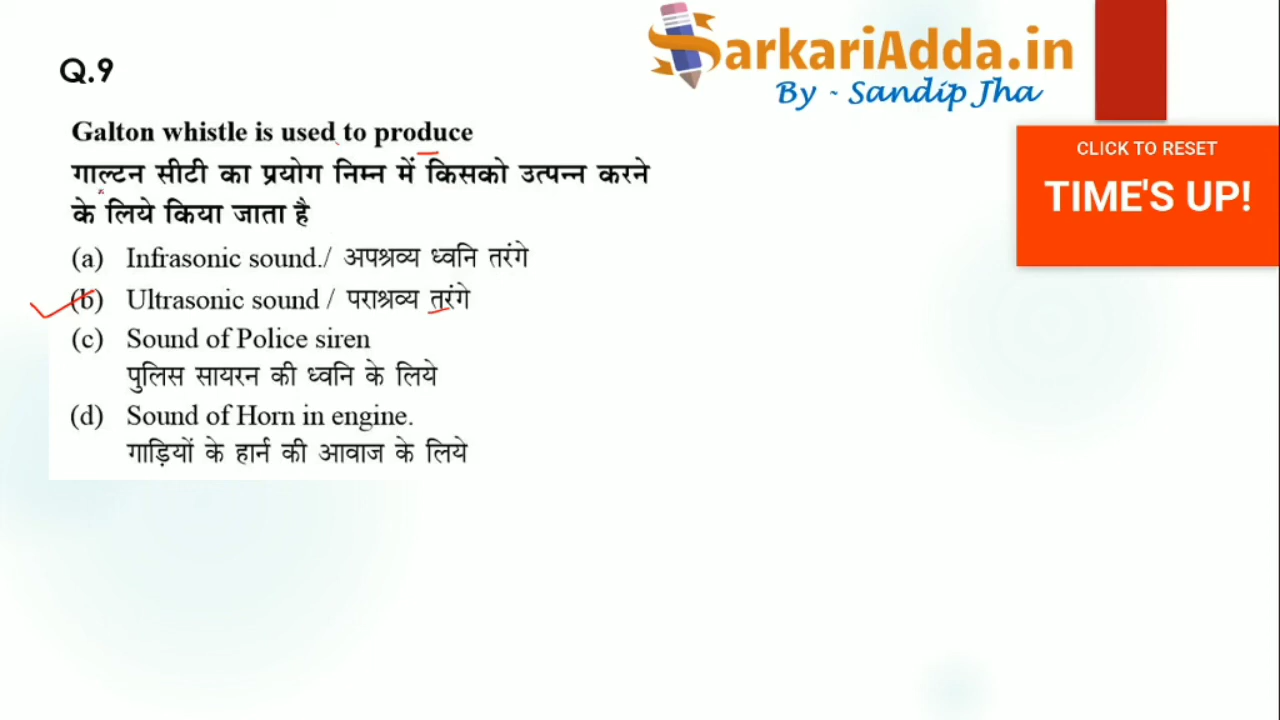 SarkariAdda.in
By - Sandip Jha
Q.9
CLICK TO RESET
TIME'S UP!
Galton whistle is used to produce
गाल्टन सीटी का प्रयोग निम्न में किसको उत्पन्न करने
के लिये किया जाता है
(a) Infrasonic sound./ अपश्रव्य ध्वनि तरंगे
(b) Ultrasonic sound / पराश्रव्य तरंगे
(c) Sound of Police siren
पुलिस सायरन की ध्वनि के लिये
(d) Sound of Horn in engine.
गाड़ियों के हार्न की आवाज के लिये